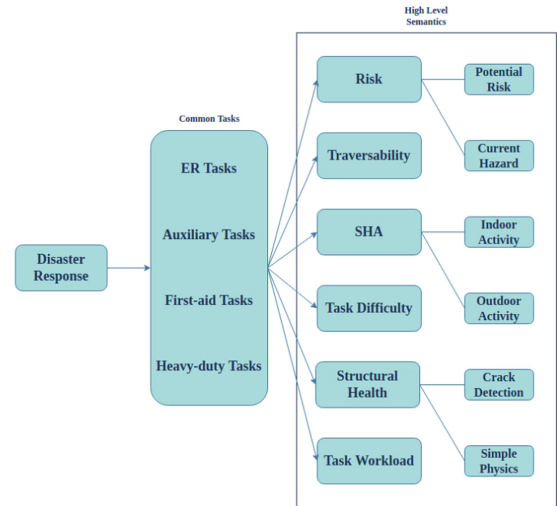 High Level
Semantics
Common Tasks
Disaster
Response
ER Tasks
Auxiliary Tasks
First-aid Tasks
Heavy-duty Tasks
Risk
Potential
Risk
Current
Hazard
Traversability
SHA
Indoor
Activity
Outdoor
Activity
Task Difficulty
Structural
Health
Crack
Detection
Simple
Physics
Task Workload